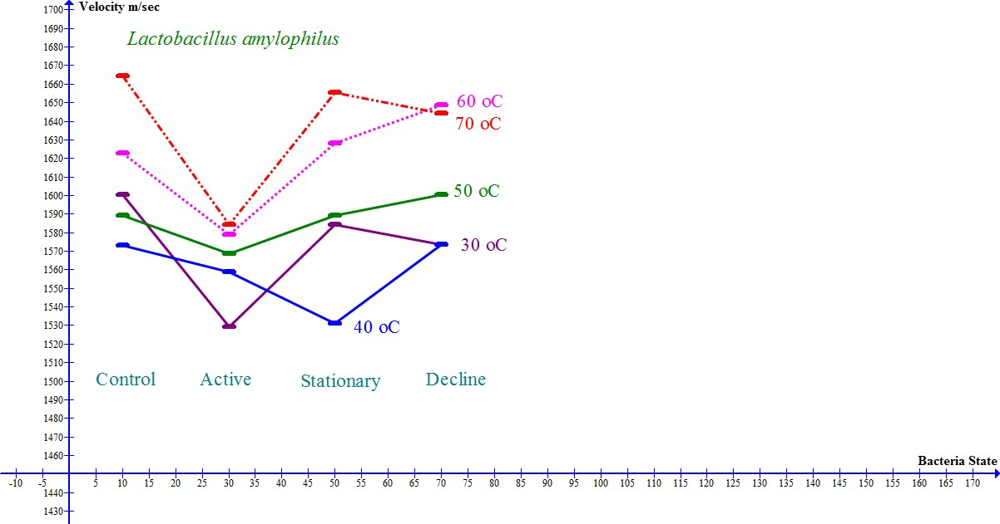 Velocity m/sec
1700
1690
Lactobacillus amylophilus
1680
1670
1660
1650
60 oC
1640
70 oC
1630
1620
1610
50 oC
1600
1590
1580
30 oC
1570
1560
1550
1540
1530
40 oC
1520
1510
1500
Control Active Stationary Decline
1490
1480
1470
1460
Bacteria State
-10 -5 5 10 15 20 25 30 35 40 45 50 55 60 65 70 75 80 85 90 95 100 105 110 115 120 125 130 135 140 145 150 155 160 165 170
1440
1430